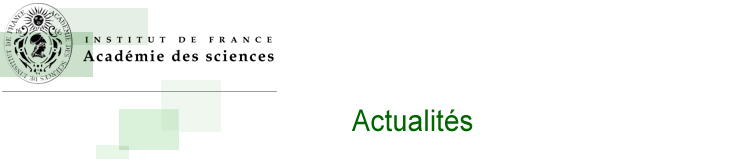 INSTITUT DE FRANCE
Académie des sciences
Actualités